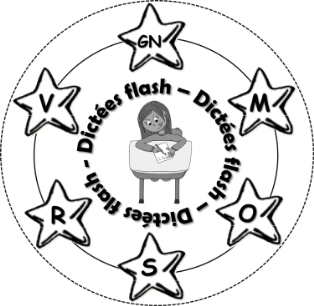 GN
M
O
S
R
V
Dictées flash – Dictées flash – Dictées flash -